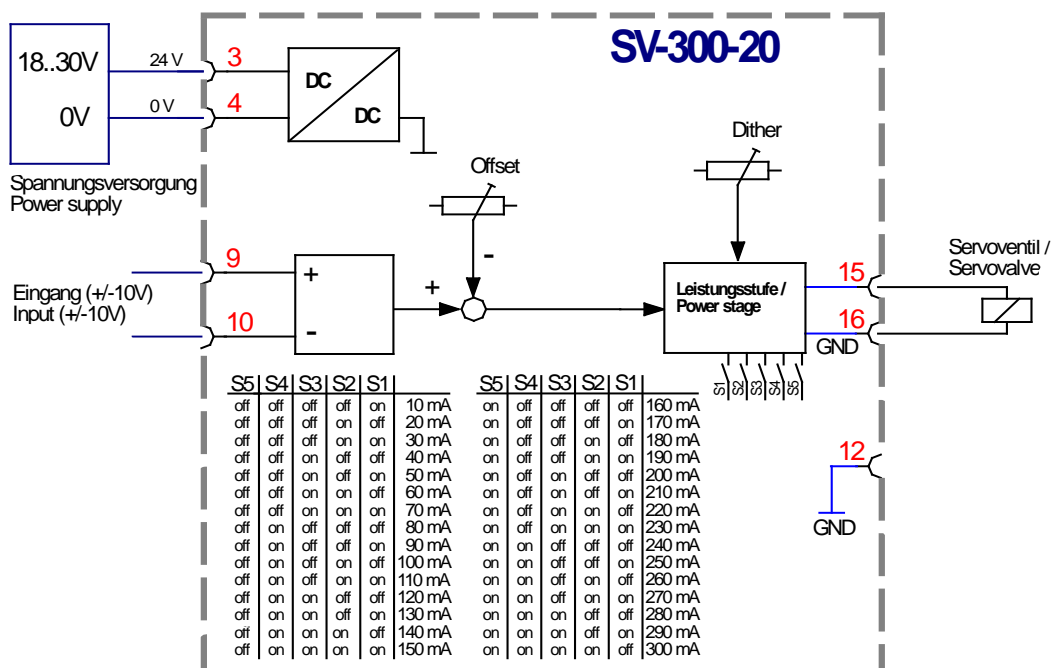 SV-300-20
18..30V
0V
24 V
0 V
3
4
DC
DC
Spannungsversorgung
Power supply
Offset
Dither
Eingang (+/-10V)
Input (+/-10V)
9
10
+
-
+
-
Leistungsstufe /
Power stage
S1 S2 S3 S4 S5
15
16
GND
Servoventil /
Servovalve
12
GND
S5 S4 S3 S2 S1
off off off off on 10 mA
off off off on off 20 mA
off off off on on 30 mA
off off on off off 40 mA
off off on off on 50 mA
off off on on off 60 mA
off off on on on 70 mA
off on off off off 80 mA
off on off off on 90 mA
off on off on off 100 mA
off on off on on 110 mA
off on on off off 120 mA
off on on off on 130 mA
off on on on off 140 mA
off on on on on 150 mA
S5 S4 S3 S2 S1
on off off off off 160 mA
on off off off on 170 mA
on off off on off 180 mA
on off off on on 190 mA
on off on off off 200 mA
on off on off on 210 mA
on off on on off 220 mA
on off on on on 230 mA
on on off off off 240 mA
on on off off on 250 mA
on on off on off 260 mA
on on off on on 270 mA
on on on off off 280 mA
on on on off on 290 mA
on on on on off 300 mA